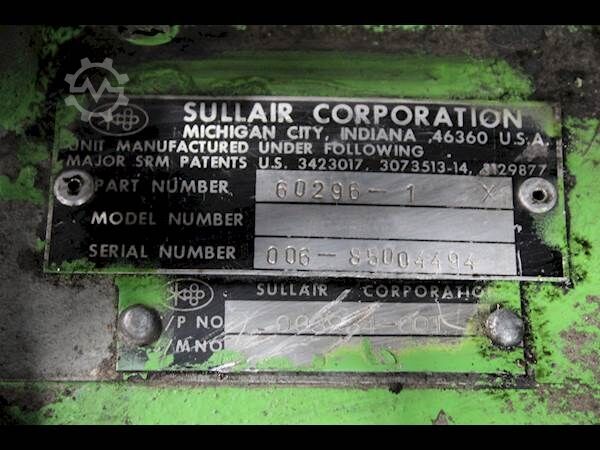 SULLAIR CORPORATION
MICHIGAN CITY, INDIANA ,46360 U.S.A.
UNIT MANUFACTURED UNDER FOLLOWING
MAJOR SRM PATENTS U.S. 3423017, 3073513-14, 3129877
PART NUMBER 60296-1 X
MODEL NUMBER
SERIAL NUMBER 006-85004494
SULLAIR CORPORATION
/P NO.
/M NO.